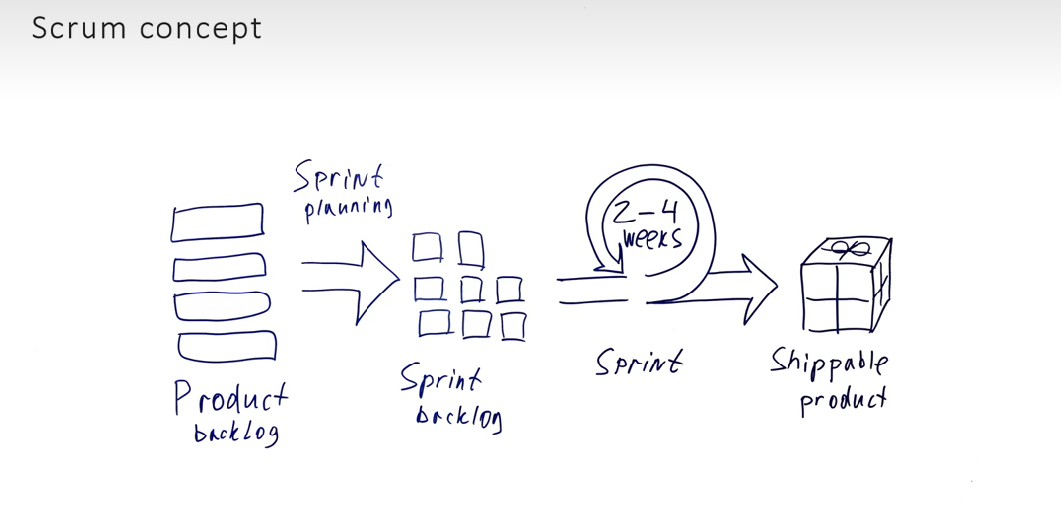 Scrum concept
Sprint
planning
2-4
weeks
Product
backlog
Sprint
backlog
Sprint
Shippable
product